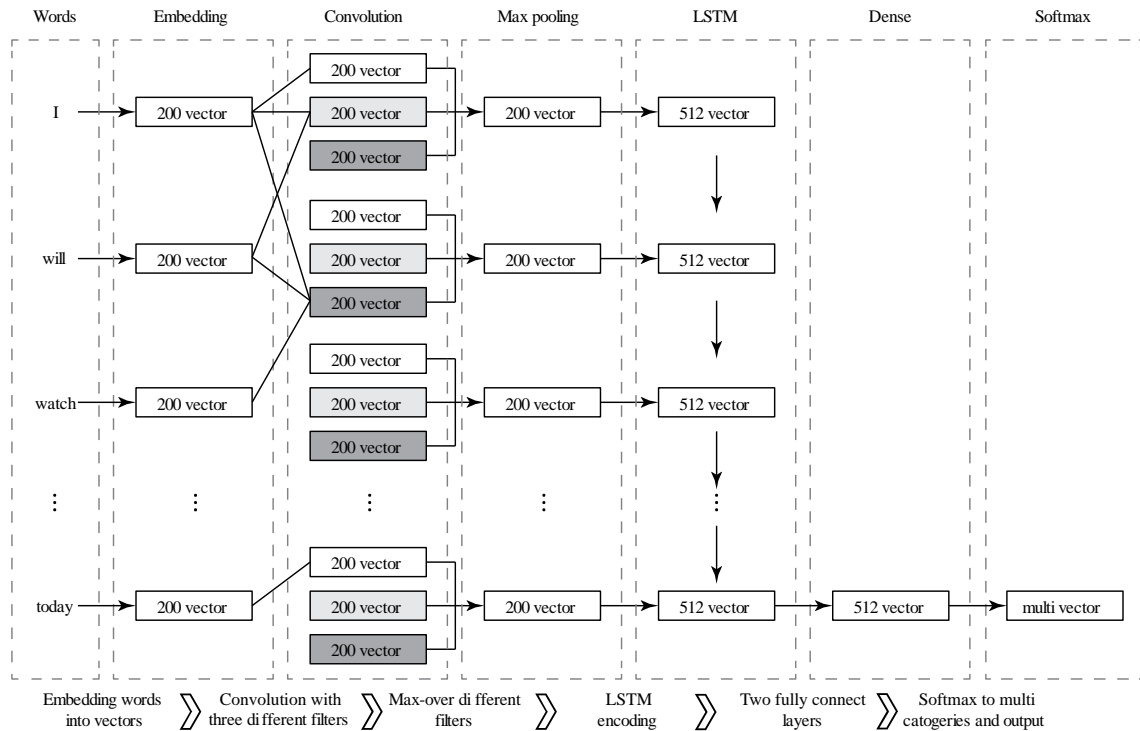 Words Embedding Convolution Max pooling LSTM Dense Softmax
200 vector
I 200 vector 200 vector 200 vector 512 vector
200 vector
200 vector
will 200 vector 200 vector 200 vector 512 vector
200 vector
200 vector
watch 200 vector 200 vector 200 vector 512 vector
200 vector
⋮ ⋮ ⋮ ⋮
200 vector
today 200 vector 200 vector 200 vector 512 vector 512 vector multi vector
200 vector
Embedding words
into vectors
Convolution with
three di fferent filters
Max-over di fferent
filters
LSTM
encoding
Two fully connect
layers
Softmax to multi
catogeries and output